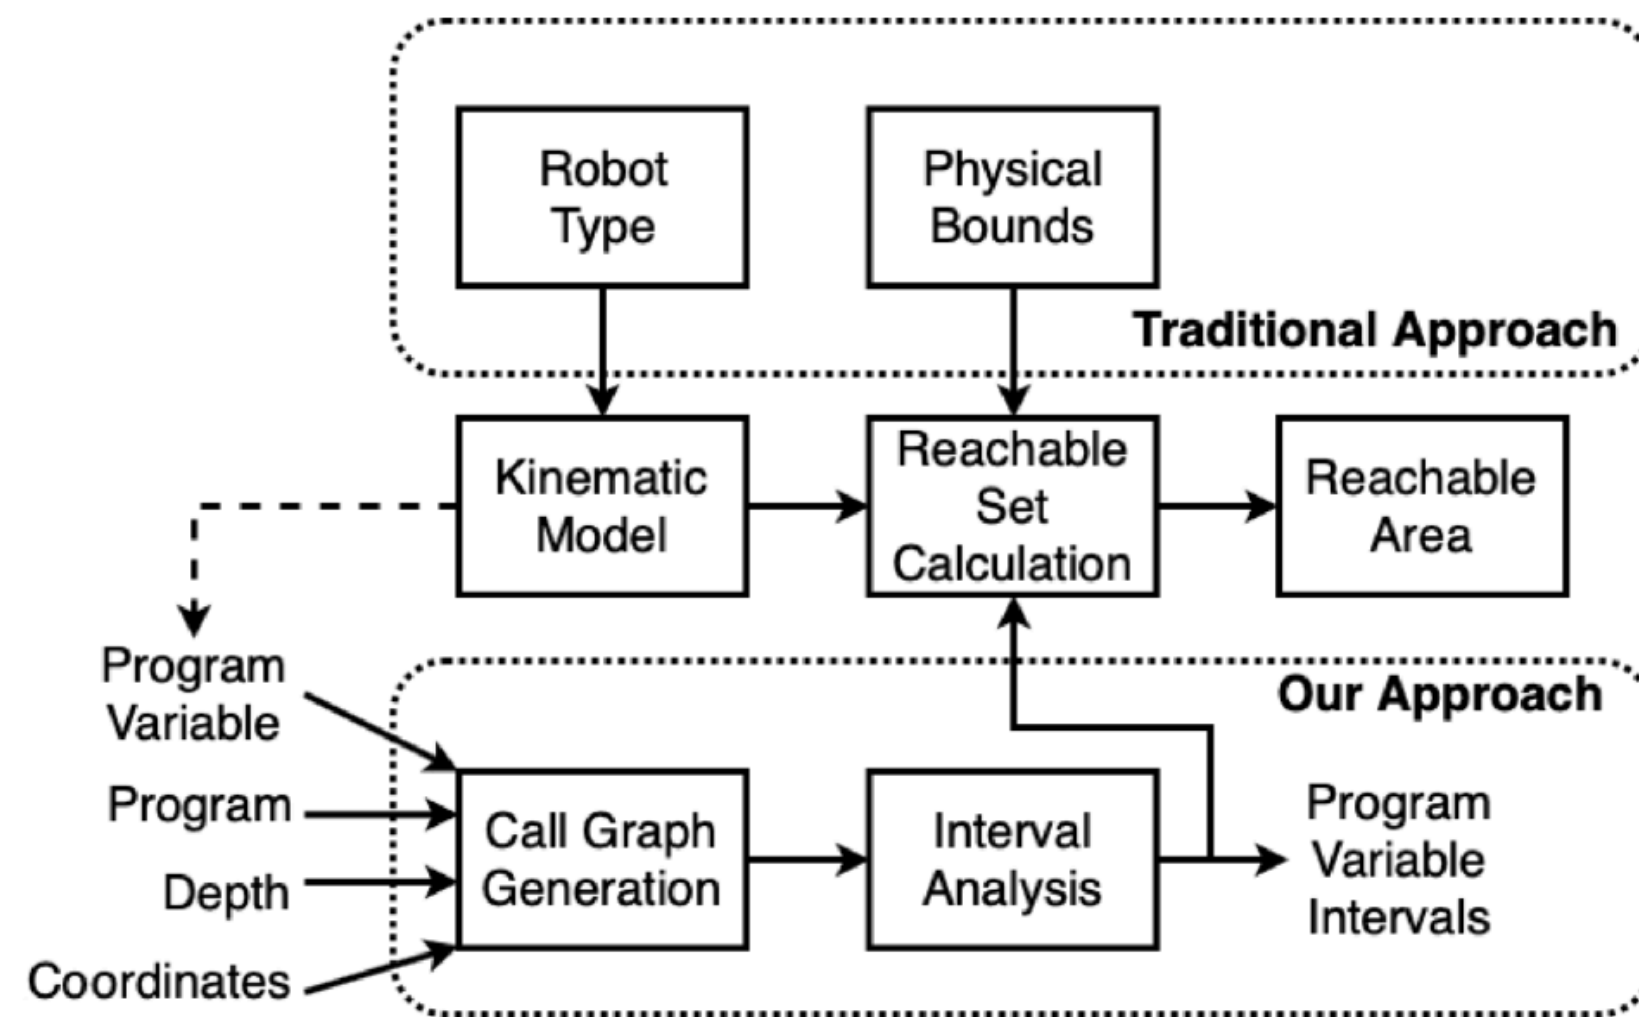 Robot
Type
Physical
Bounds
Traditional Approach
Kinematic
Model
Reachable
Set
Calculation
Reachable
Area
Program
Variable
Program
Depth
Coordinates
Our Approach
Call Graph
Generation
Interval
Analysis
Program
Variable
Intervals